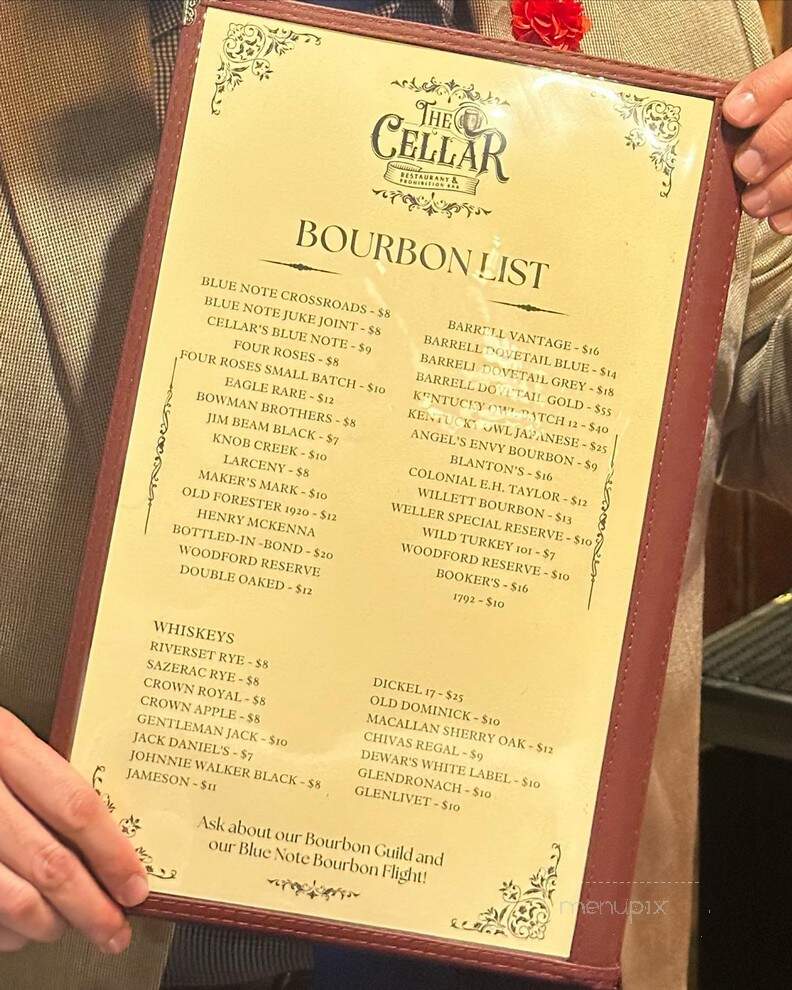 THE
CELLAR
RESTAURANT &
PROHIBITION BAR
BOURBON LIST
BLUE NOTE CROSSROADS - $8
BLUE NOTE JUKE JOINT - $8
CELLAR'S BLUE NOTE - $9
FOUR ROSES - $8
FOUR ROSES SMALL BATCH - $10
EAGLE RARE - $12
BOWMAN BROTHERS - $8
JIM BEAM BLACK - $7
KNOB CREEK - $10
LARCENY - $8
MAKER'S MARK - $10
OLD FORESTER 1920 - $12
HENRY MCKENNA
BOTTLED-IN-BOND - $20
WOODFORD RESERVE
DOUBLE OAKED - $12
BARRELL VANTAGE - $16
BARRELL DOVETAIL BLUE - $14
BARRELL DOVETAIL GREY - $18
BARRELL DOVETAIL GOLD - $55
KENTUCKY OWL BATCH 12 - $40
KENTUCKY OWL JAPANESE - $25
ANGEL'S ENVY BOURBON - $9
BLANTON'S - $16
COLONIAL E.H. TAYLOR - $12
WILLETT BOURBON - $13
WELLER SPECIAL RESERVE - $10
WILD TURKEY 101 - $7
WOODFORD RESERVE - $10
BOOKER'S - $16
1792 - $10
WHISKEYS
RIVERSET RYE - $8
SAZERAC RYE - $8
CROWN ROYAL - $8
CROWN APPLE - $8
GENTLEMAN JACK - $10
JACK DANIEL'S - $7
JOHNNIE WALKER BLACK - $8
JAMESON - $11
DICKEL 17 - $25
OLD DOMINICK - $10
MACALLAN SHERRY OAK - $12
CHIVAS REGAL - $9
DEWAR'S WHITE LABEL - $10
GLENDRONACH - $10
GLENLIVET - $10
Ask about our Bourbon Guild and
our Blue Note Bourbon Flight!
menupix